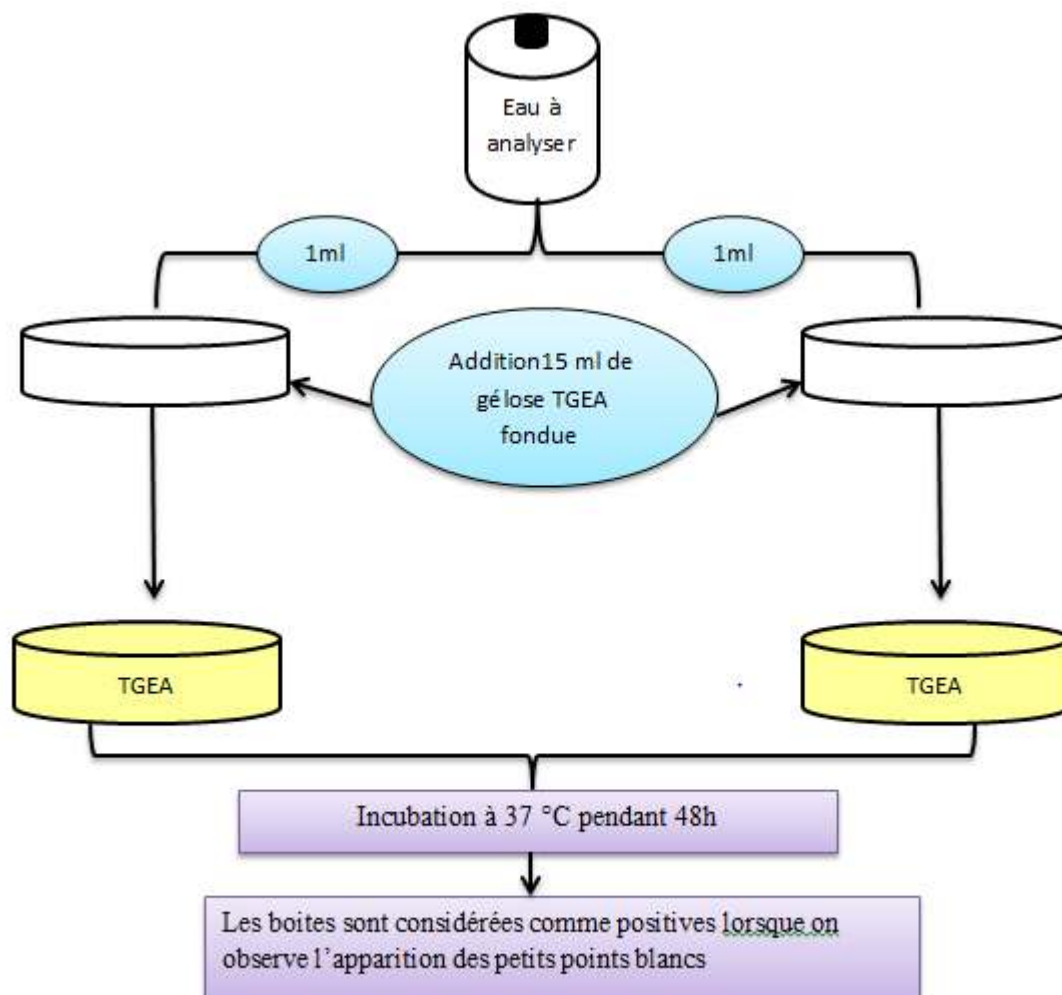 Eau à
analyser
1ml
1ml
Addition15 ml de
gélose TGEA
fondue
TGEA
TGEA
Incubation à 37 °C pendant 48h
Les boites sont considérées comme positives lorsque on
observe l’apparition des petits points blancs